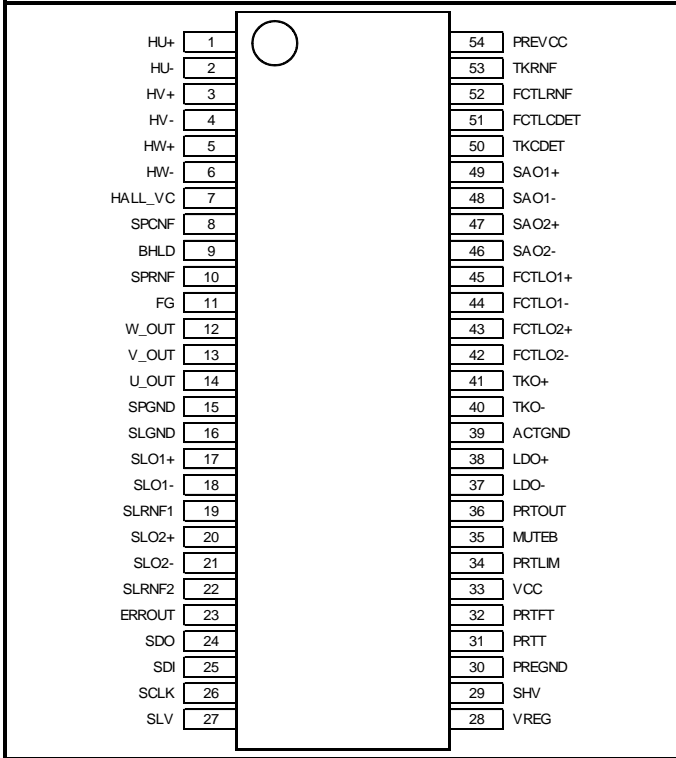 HU+ 1 54 PREVCC
HU- 2 53 TKRNF
HV+ 3 52 FCTLRNF
HV- 4 51 FCTLCDET
HW+ 5 50 TKCDET
HW- 6 49 SAO1+
HALL_VC 7 48 SAO1-
SPCNF 8 47 SAO2+
BHLD 9 46 SAO2-
SPRNF 10 45 FCTLO1+
FG 11 44 FCTLO1-
W_OUT 12 43 FCTLO2+
V_OUT 13 42 FCTLO2-
U_OUT 14 41 TKO+
SPGND 15 40 TKO-
SLGND 16 39 ACTGND
SLO1+ 17 38 LDO+
SLO1- 18 37 LDO-
SLRNF1 19 36 PRTOUT
SLO2+ 20 35 MUTEB
SLO2- 21 34 PRTLIM
SLRNF2 22 33 VCC
ERROUT 23 32 PRTFT
SDO 24 31 PRTT
SDI 25 30 PREGND
SCLK 26 29 SHV
SLV 27 28 VREG